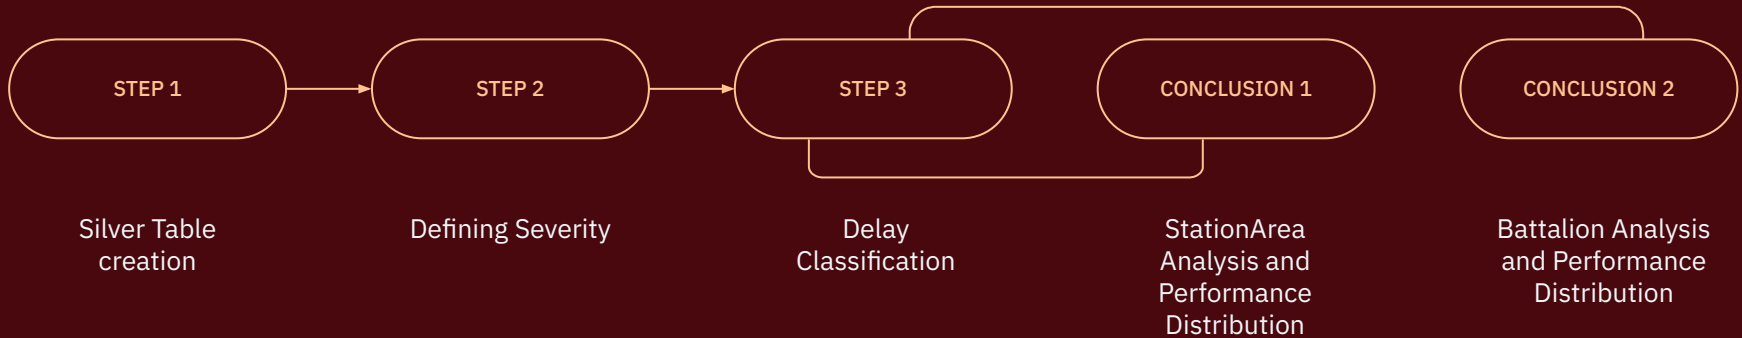 STEP 1
STEP 2
STEP 3
CONCLUSION 1
CONCLUSION 2
Silver Table
creation
Defining Severity
Delay
Classification
StationArea
Analysis and
Performance
Distribution
Battalion Analysis
and Performance
Distribution